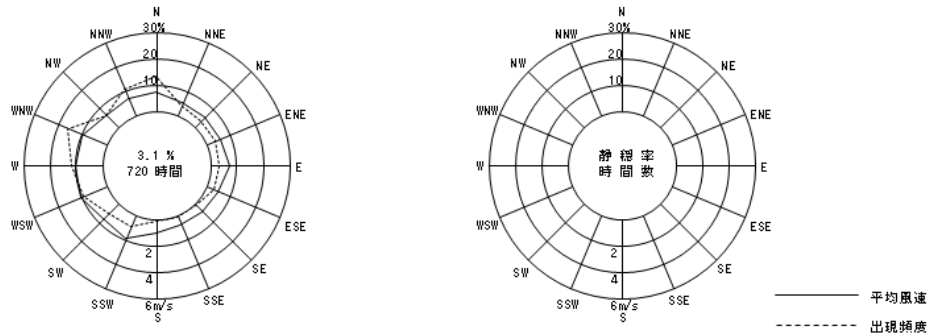 N
NNW 30% NNE
NW 20 NE
10
WNW ENE
W 3.1 % E
720 時間
WSW ESE
SW 2 SE
4
SSW 6m/s SSE
S
N
NNW 30% NNE
NW 20 NE
10
WNW ENE
W 静 穏 率 E
時 間 数
WSW ESE
SW 2 SE
4
SSW 6m/s SSE
S
平均風速
出現頻度